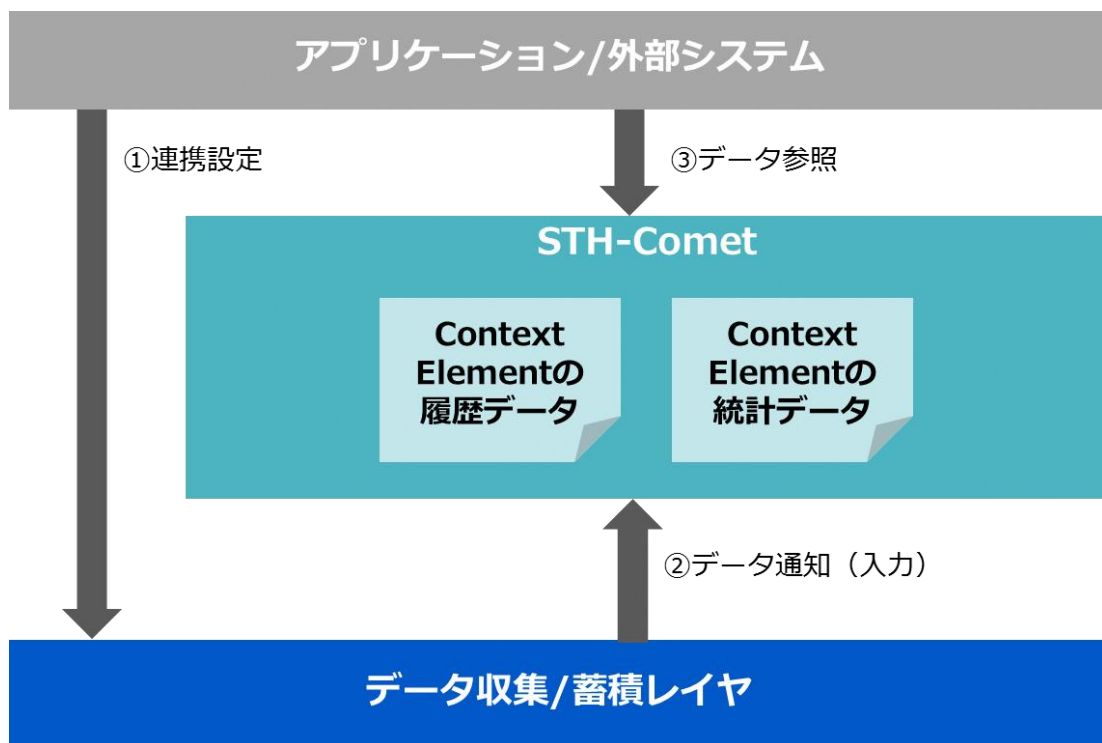 アプリケーション/外部システム
①連携設定
③データ参照
STH-Comet
Context
Elementの
履歴データ
Context
Elementの
統計データ
②データ通知（入力）
データ収集/蓄積レイヤ